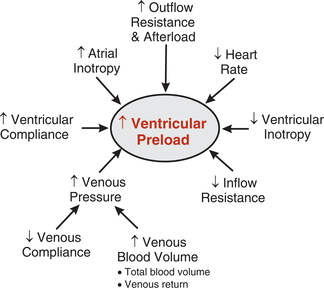 ↑ Outflow
Resistance
& Afterload
↑ Atrial
Inotropy
↓ Heart
Rate
↑ Ventricular
Compliance
↑ Ventricular
Preload
↓ Ventricular
Inotropy
↑ Venous
Pressure
↓ Inflow
Resistance
↓ Venous
Compliance
↑ Venous
Blood Volume
• Total blood volume
• Venous return